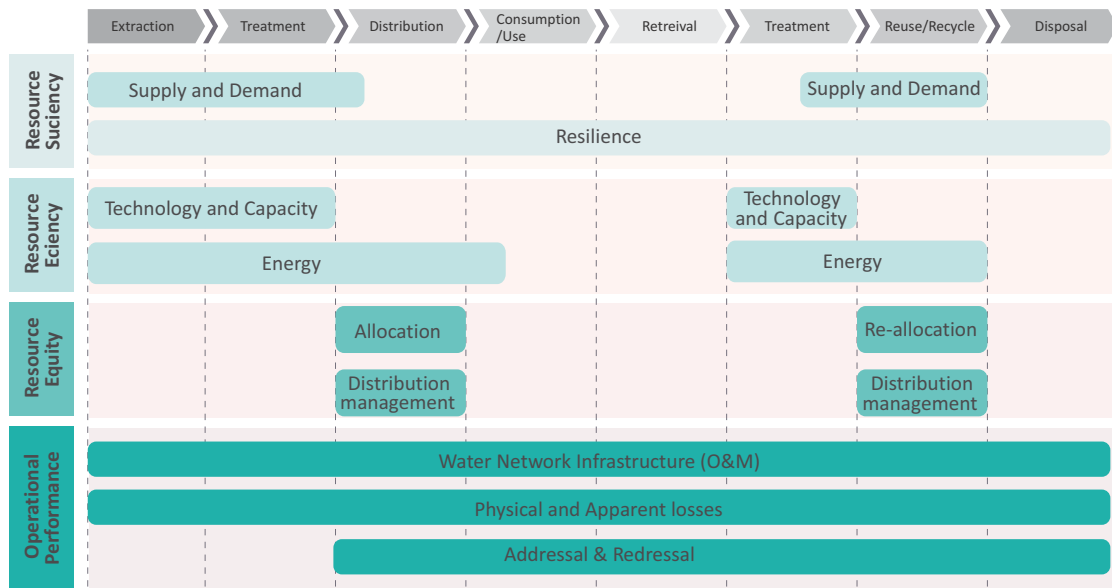 Extraction
Treatment
Distribution
Consumption
/Use
Retreival
Treatment
Reuse/Recycle
Disposal
Resource
Suciency
Supply and Demand
Supply and Demand
Resilience
Resource
Eciency
Technology and Capacity
Technology
and Capacity
Energy
Energy
Resource
Equity
Allocation
Re-allocation
Distribution
management
Distribution
management
Operational
Performance
Water Network Infrastructure (O&M)
Physical and Apparent losses
Addressal & Redressal